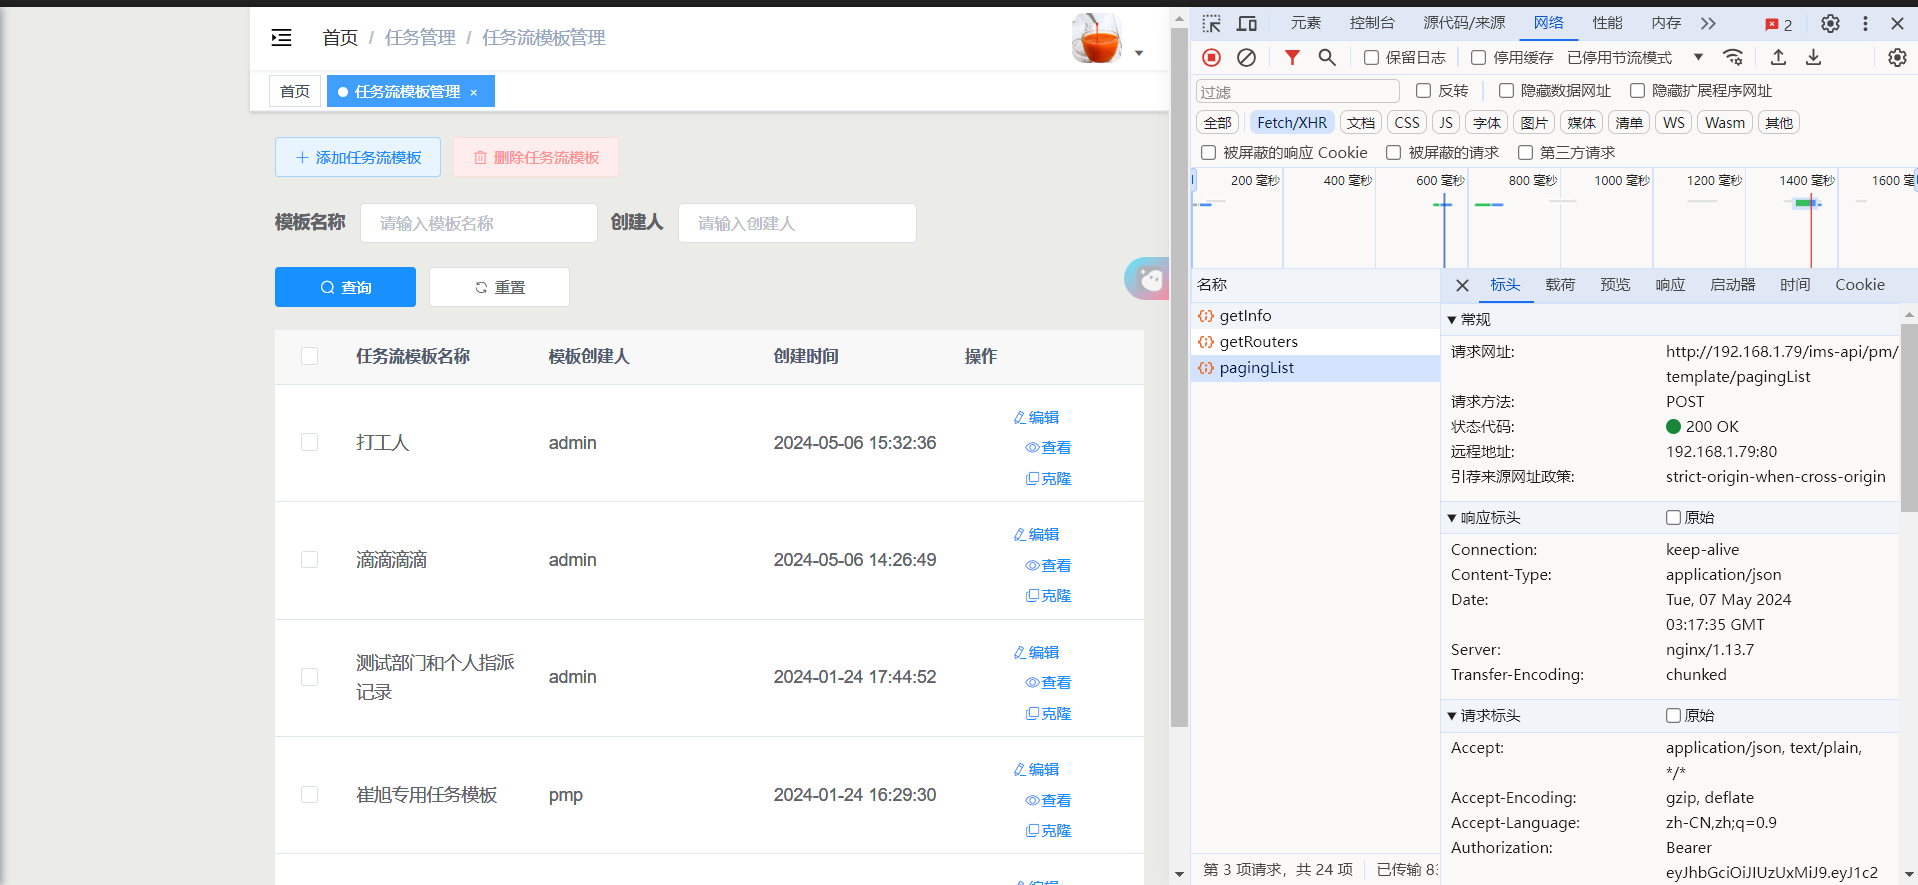 首页 / 任务管理 / 任务流模板管理
首页
任务流模板管理 ×
添加任务流模板
删除任务流模板
模板名称 请输入模板名称 创建人 请输入创建人
查询
重置
任务流模板名称 模板创建人 创建时间 操作
编辑
打工人 admin 2024-05-06 15:32:36
查看
克隆
编辑
滴滴滴滴 admin 2024-05-06 14:26:49
查看
克隆
编辑
测试部门和个人指派
记录
admin 2024-01-24 17:44:52
查看
克隆
编辑
崔旭专用任务模板 pmp 2024-01-24 16:29:30
查看
克隆
元素 控制台 源代码/来源 网络 性能 内存 2
保留日志 停用缓存 已停用节流模式
过滤 反转 隐藏数据网址 隐藏扩展程序网址
全部 Fetch/XHR 文档 CSS JS 字体 图片 媒体 清单 WS Wasm 其他
被屏蔽的响应 Cookie 被屏蔽的请求 第三方请求
200 毫秒 400 毫秒 600 毫秒 800 毫秒 1000 毫秒 1200 毫秒 1400 毫秒 1600 毫
名称
getInfo
getRouters
pagingList
标头 载荷 预览 响应 启动器 时间 Cookie
常规
请求网址: http://192.168.1.79/ims-api/pm/
template/pagingList
请求方法: POST
状态代码: 200 OK
远程地址: 192.168.1.79:80
引荐来源网址政策: strict-origin-when-cross-origin
响应标头 原始
Connection: keep-alive
Content-Type: application/json
Date: Tue, 07 May 2024
03:17:35 GMT
Server: nginx/1.13.7
Transfer-Encoding: chunked
请求标头 原始
Accept: application/json, text/plain,
*/*
Accept-Encoding: gzip, deflate
Accept-Language: zh-CN,zh;q=0.9
Authorization: Bearer
eyJhbGciOiJIUzUxMiJ9.eyJ1c2
第 3 项请求，共 24 项 已传输 8